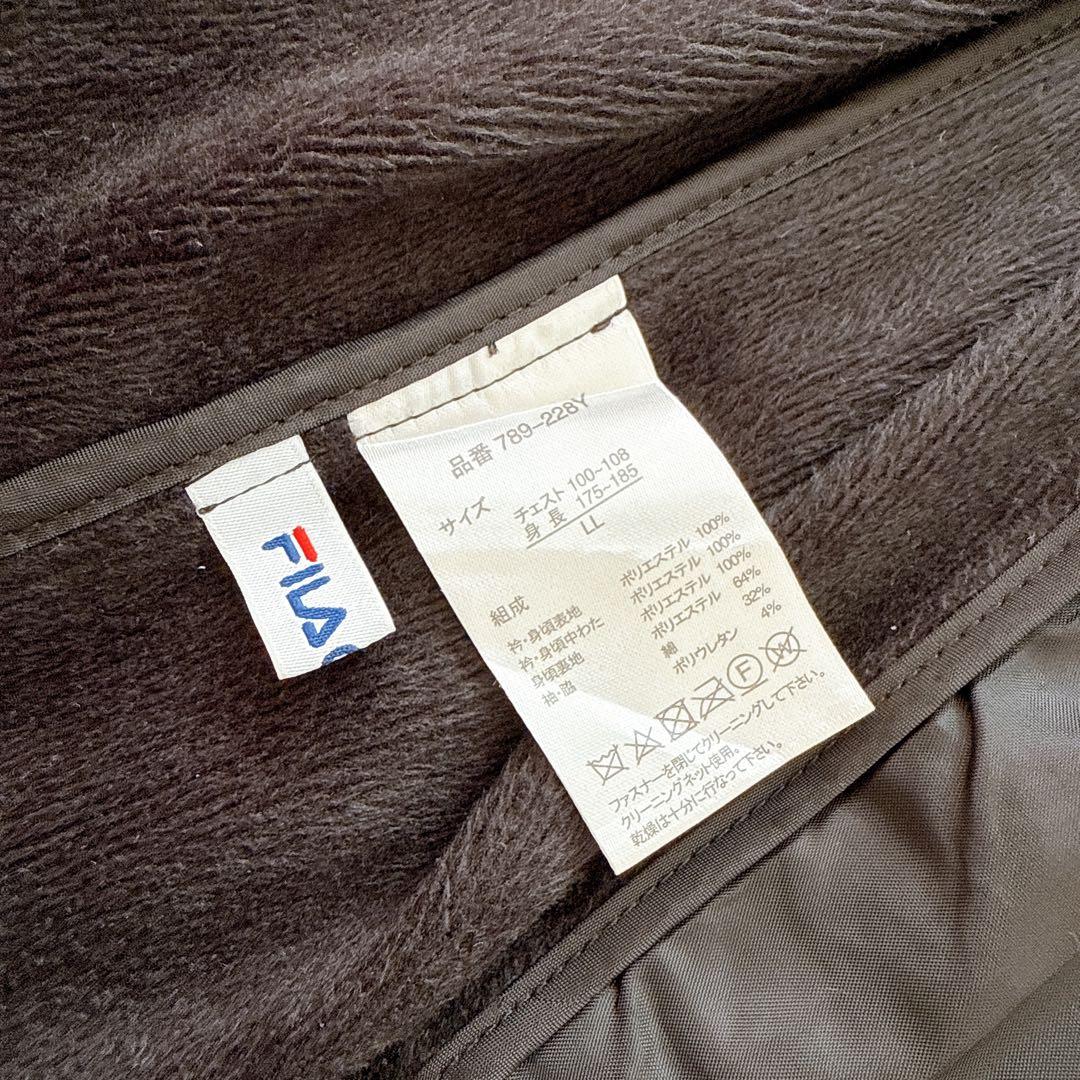 FILA
品番 789-228Y
サイズ チェスト 100~108
身長 175~185
LL
組成
衿・身頃表地 ポリエステル 100%
衿・身頃中わた ポリエステル 100%
身頃裏地 ポリエステル 100%
袖・脇 ポリエステル 64%
綿 32%
ポリウレタン 4%
F W
ファスナーを閉じてクリーニングして下さい。
クリーニングネット使用。
乾燥は十分に行なって下さい。